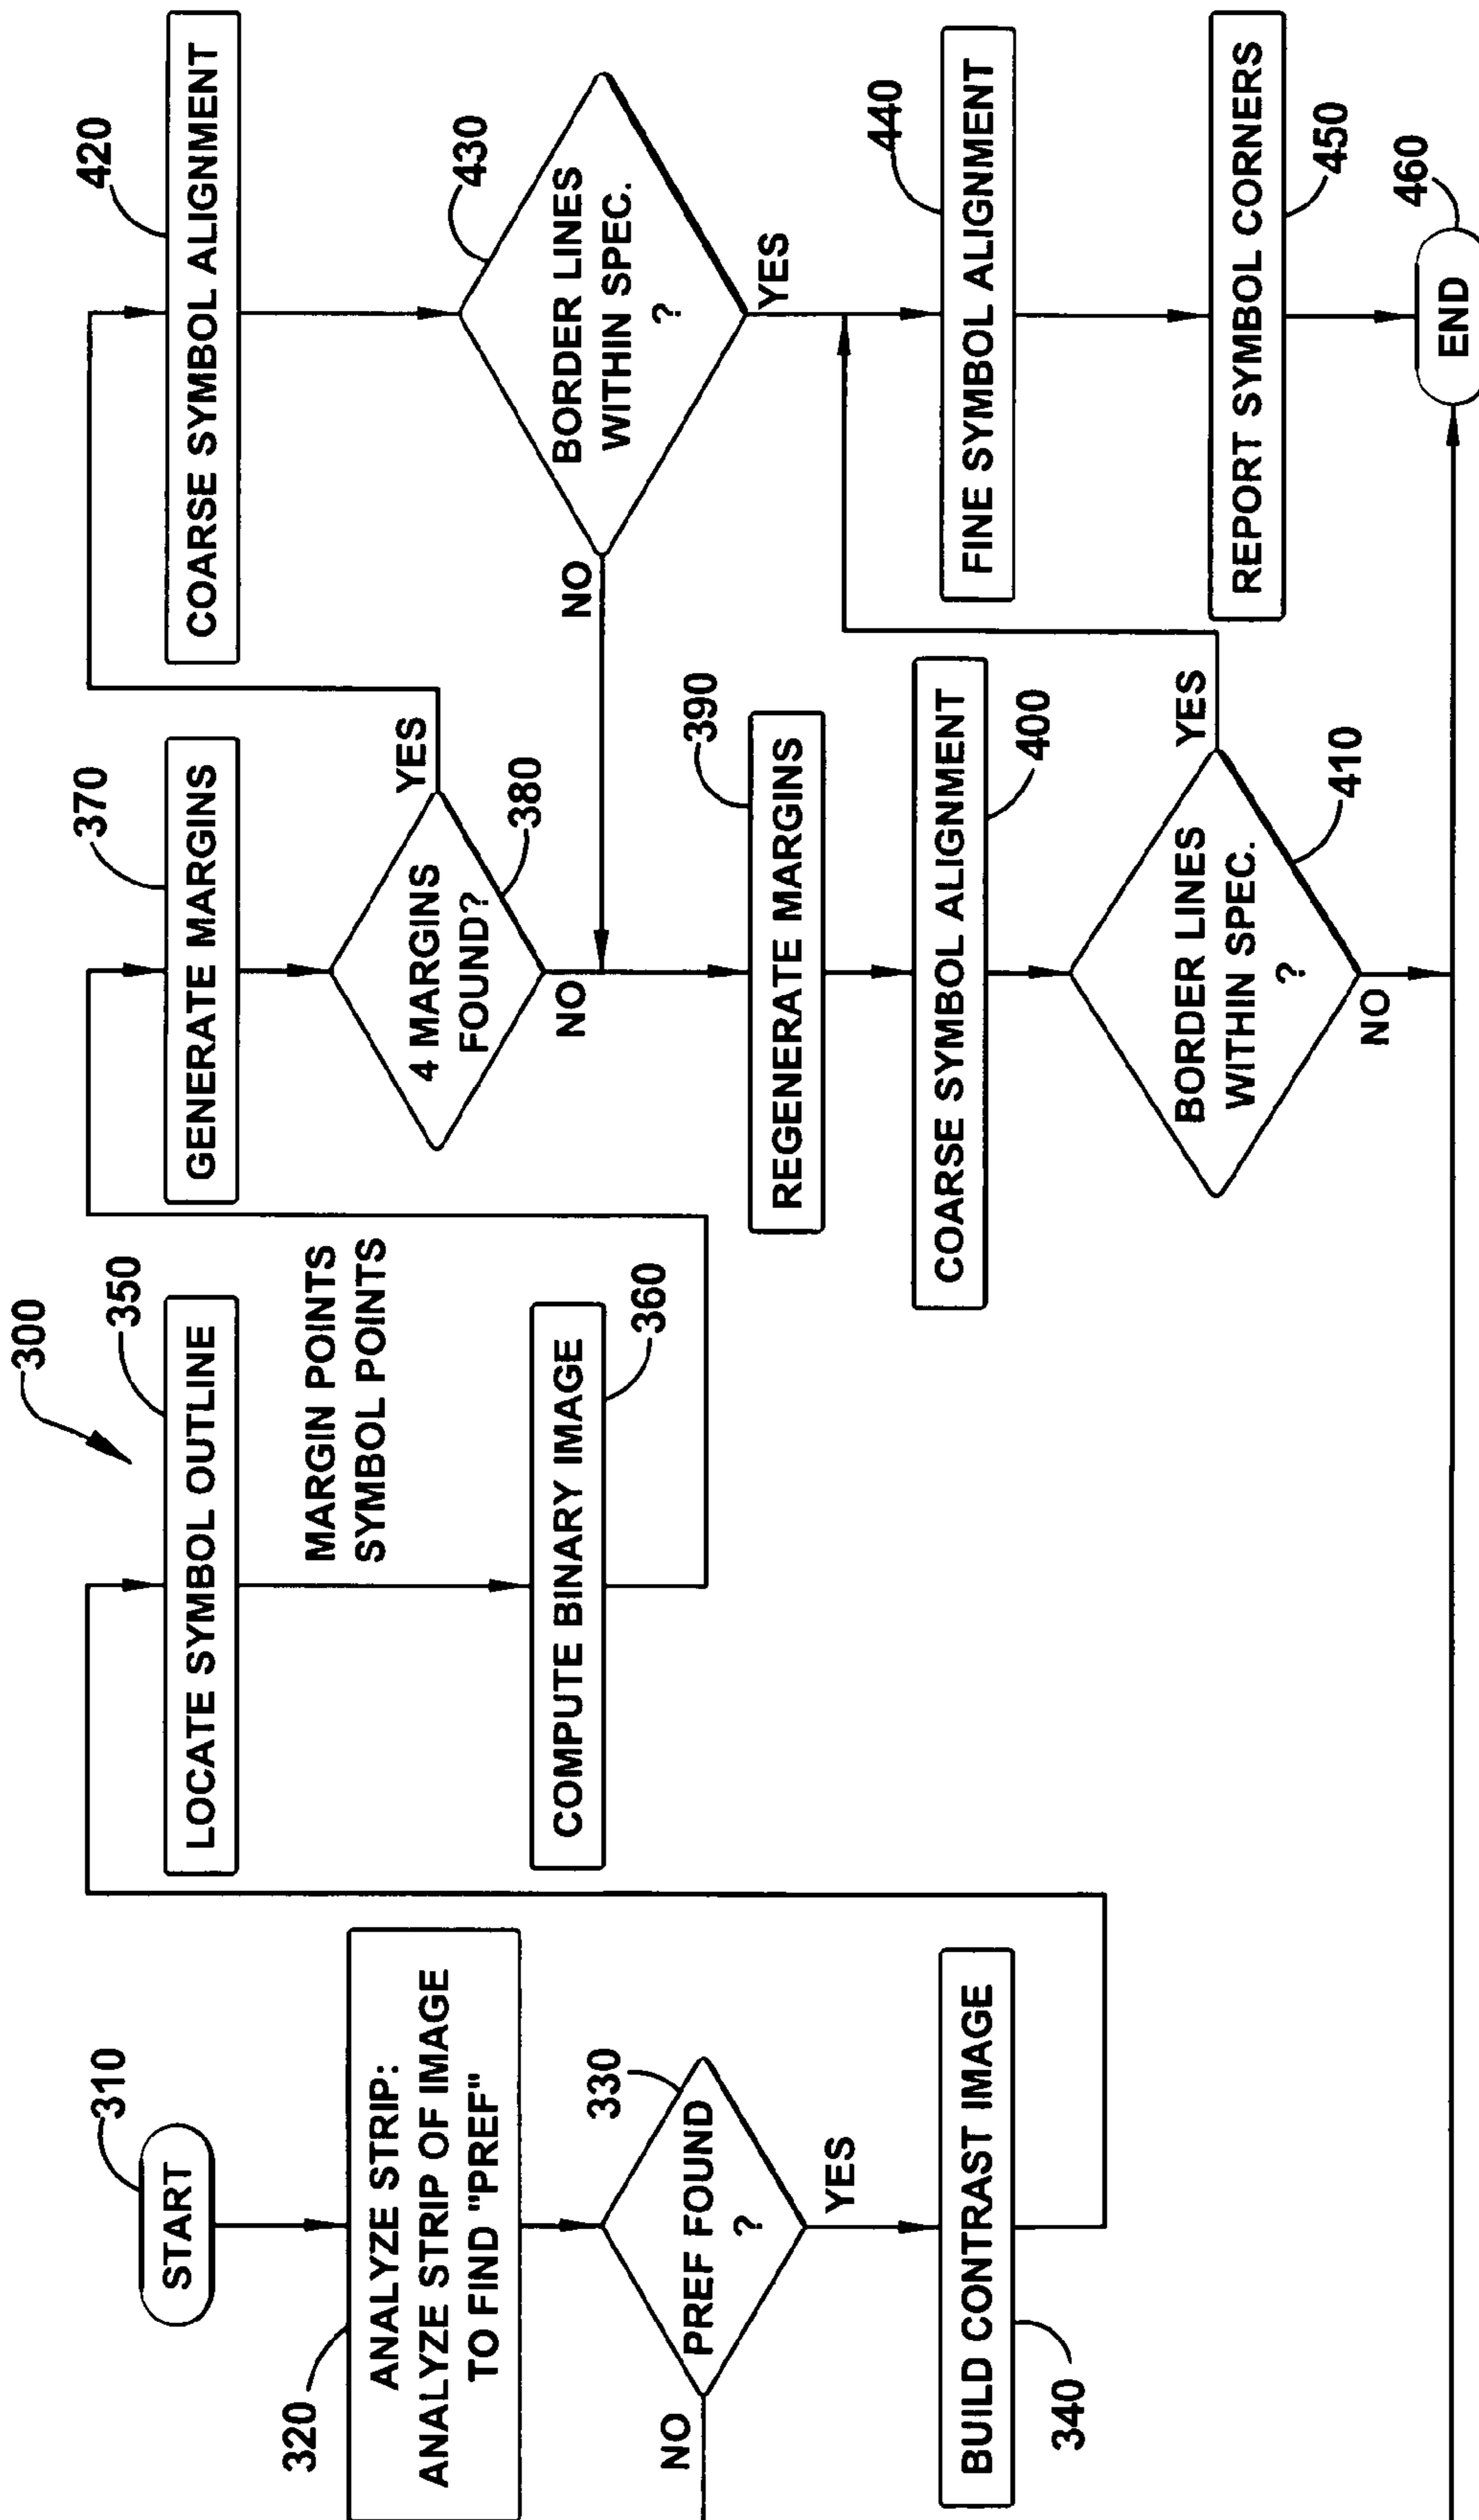 300
310
START
320
ANALYZE STRIP:
ANALYZE STRIP OF IMAGE
TO FIND "PREF"
330
PREF FOUND
?
NO
YES
BUILD CONTRAST IMAGE
340
350
LOCATE SYMBOL OUTLINE
MARGIN POINTS
SYMBOL POINTS
COMPUTE BINARY IMAGE
360
370
GENERATE MARGINS
4 MARGINS
FOUND?
380
YES
NO
390
REGENERATE MARGINS
COARSE SYMBOL ALIGNMENT
400
BORDER LINES
WITHIN SPEC.
?
410
YES
NO
420
COARSE SYMBOL ALIGNMENT
430
BORDER LINES
WITHIN SPEC.
?
NO
YES
440
FINE SYMBOL ALIGNMENT
REPORT SYMBOL CORNERS
450
460
END